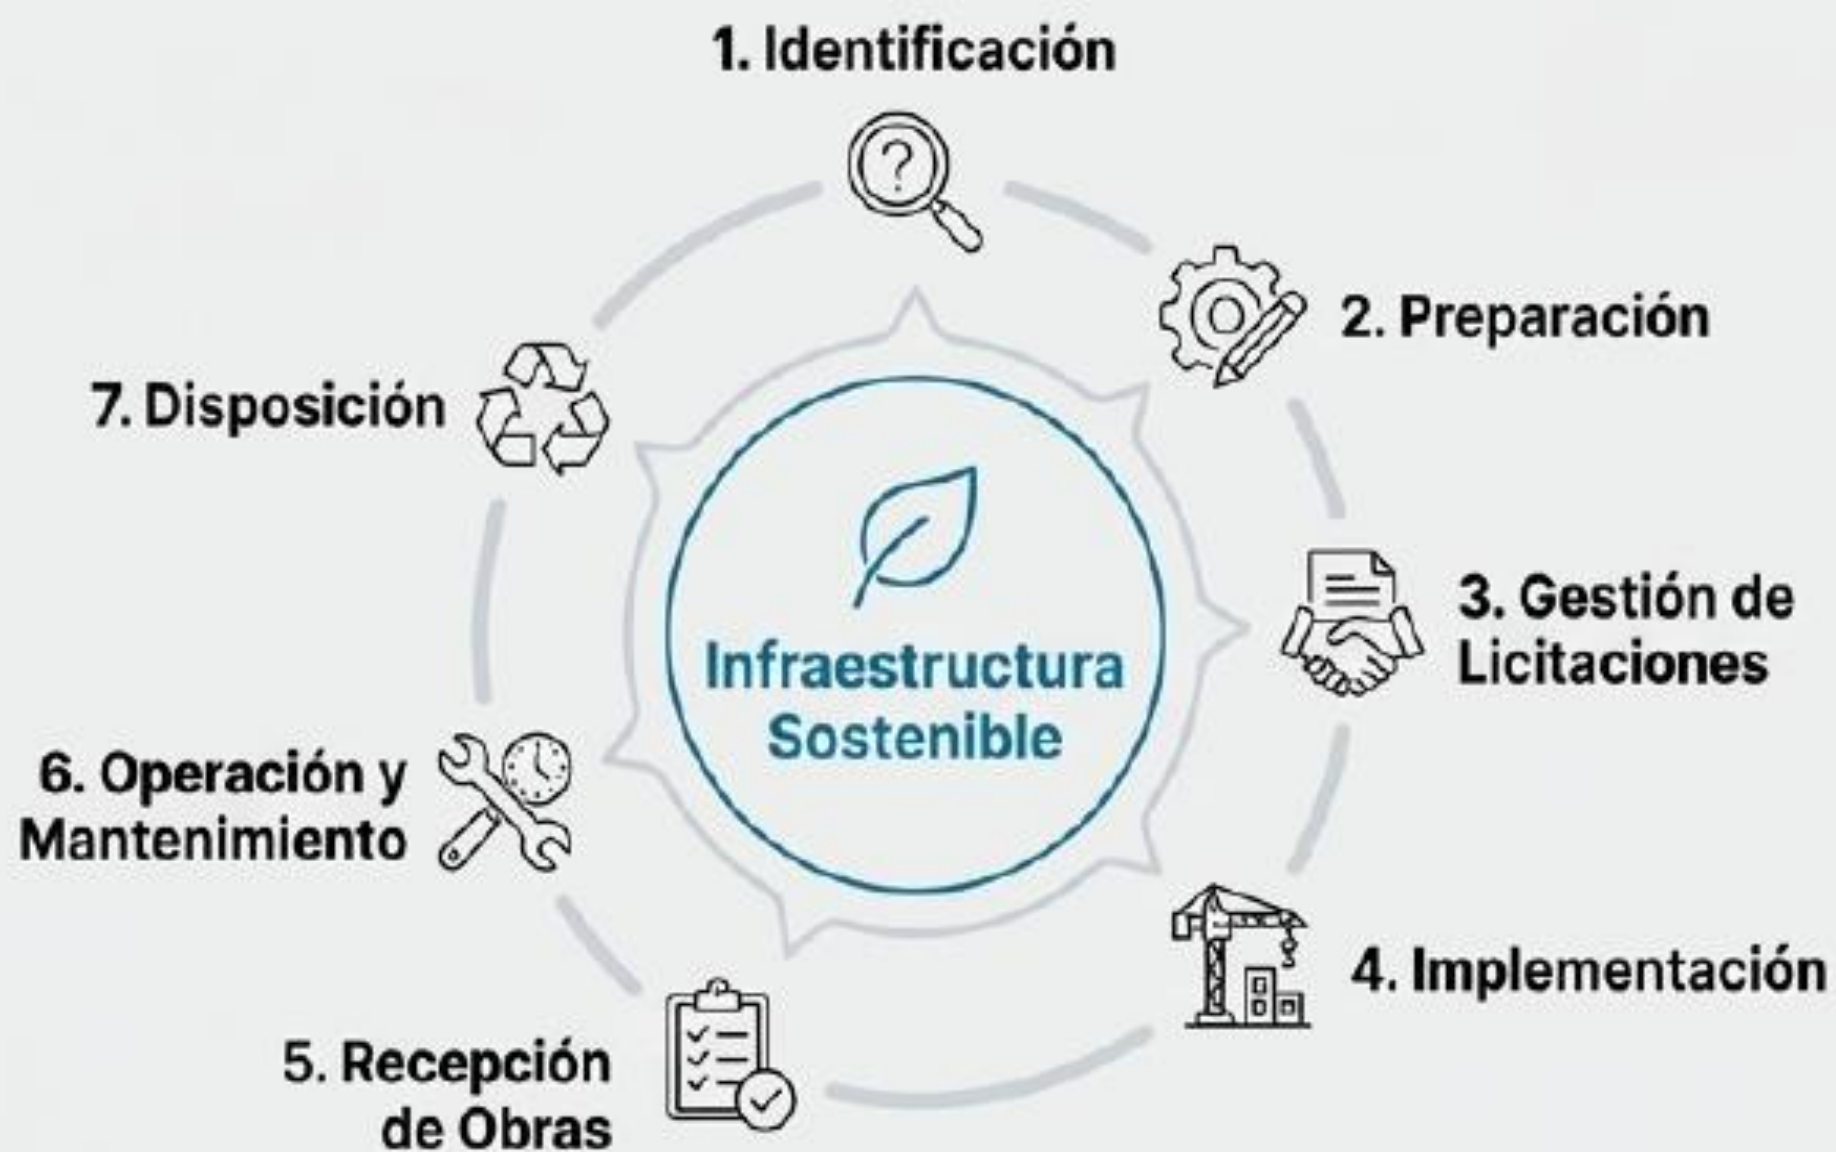 1. Identificación
2. Preparación
3. Gestión de
Licitaciones
4. Implementación
5. Recepción
de Obras
6. Operación y
Mantenimiento
7. Disposición
Infraestructura
Sostenible